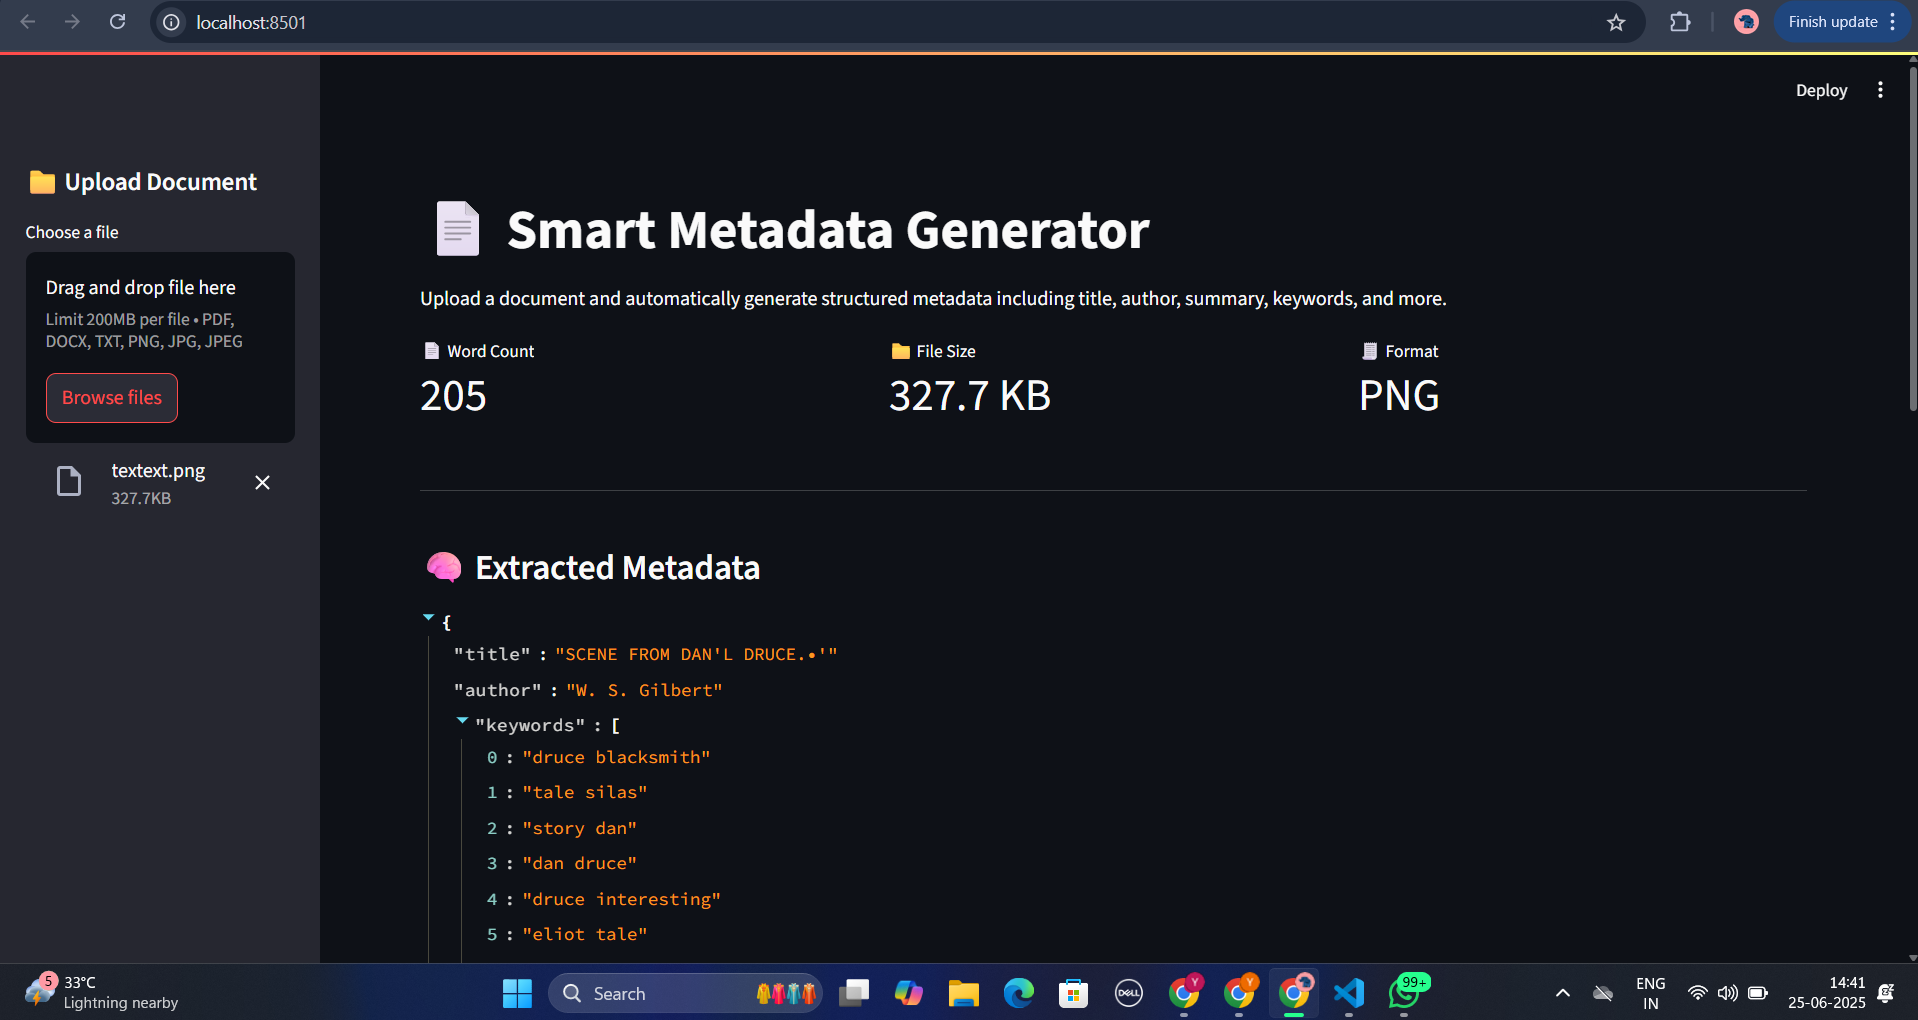 localhost:8501
Finish update
Deploy
Upload Document
Choose a file
Drag and drop file here
Limit 200MB per file • PDF,
DOCX, TXT, PNG, JPG, JPEG
Browse files
textext.png
327.7KB
Smart Metadata Generator
Upload a document and automatically generate structured metadata including title, author, summary, keywords, and more.
Word Count
205
File Size
327.7 KB
Format
PNG
Extracted Metadata
{
"title" : "SCENE FROM DAN'L DRUCE.•'"
"author" : "W. S. Gilbert"
"keywords" : [
0 : "druce blacksmith"
1 : "tale silas"
2 : "story dan"
3 : "dan druce"
4 : "druce interesting"
5 : "eliot tale"
5
33°C
Lightning nearby
Search
DELL
Y
Y
99+
ENG
IN
14:41
25-06-2025